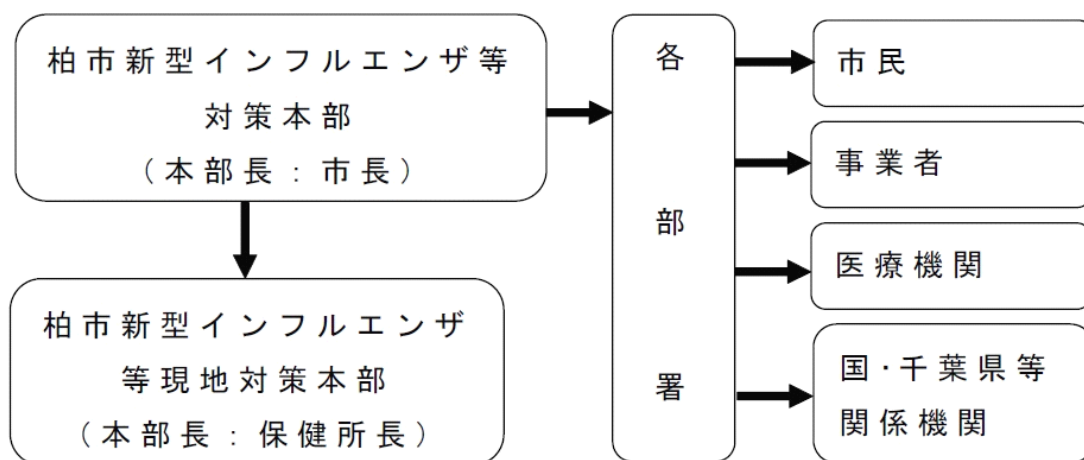 柏市新型インフルエンザ等
対策本部
（本部長：市長）
柏市新型インフルエンザ
等現地対策本部
（本部長：保健所長）
各部署
市民
事業者
医療機関
国・千葉県等
関係機関